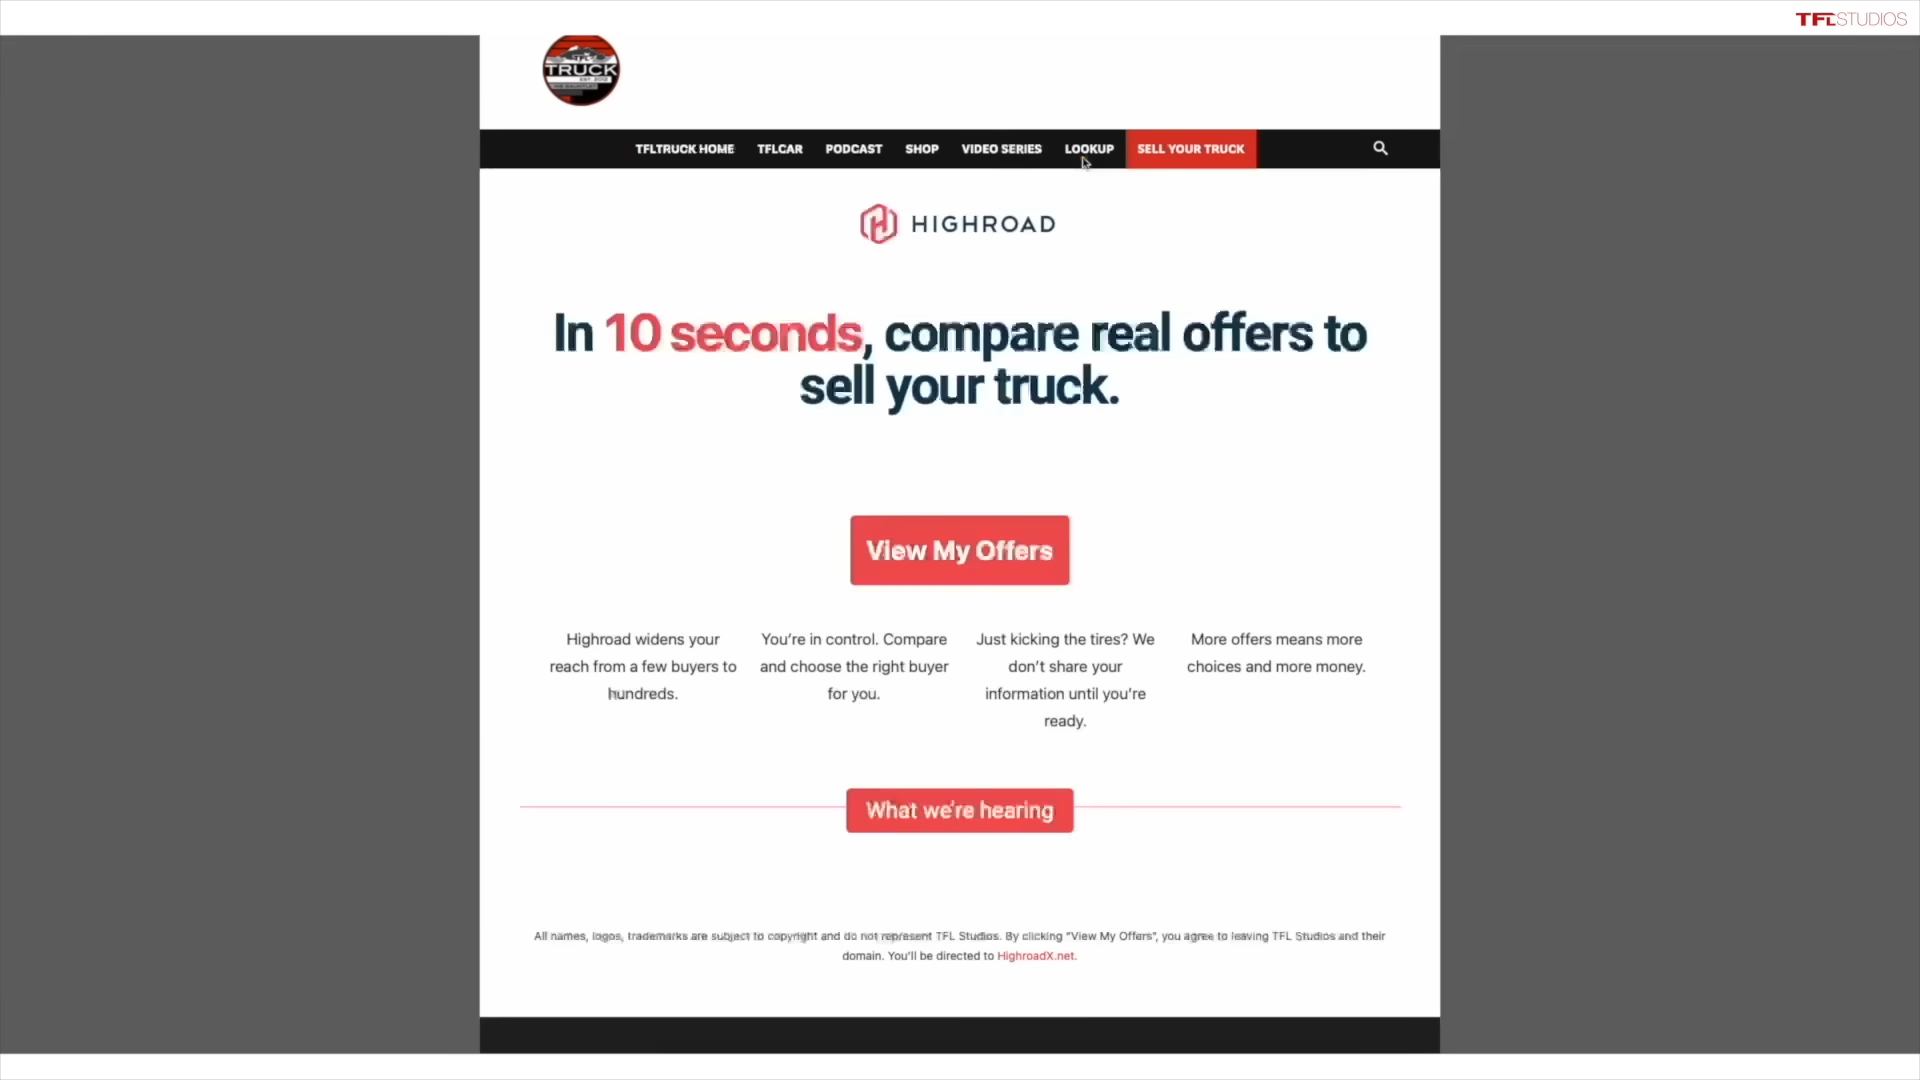 TFLSTUDIOS
TFL
TRUCK
EST. 2012
TFLTRUCK HOME TFLCAR PODCAST SHOP VIDEO SERIES LOOKUP SELL YOUR TRUCK
HIGHROAD
In 10 seconds, compare real offers to
sell your truck.
View My Offers
Highroad widens your
reach from a few buyers to
hundreds.
You're in control. Compare
and choose the right buyer
for you.
Just kicking the tires? We
don't share your
information until you're
ready.
More offers means more
choices and more money.
What we're hearing
All names, logos, trademarks are subject to copyright and do not represent TFL Studios. By clicking "View My Offers", you agree to leaving TFL Studios and their
domain. You'll be directed to HighroadX.net.